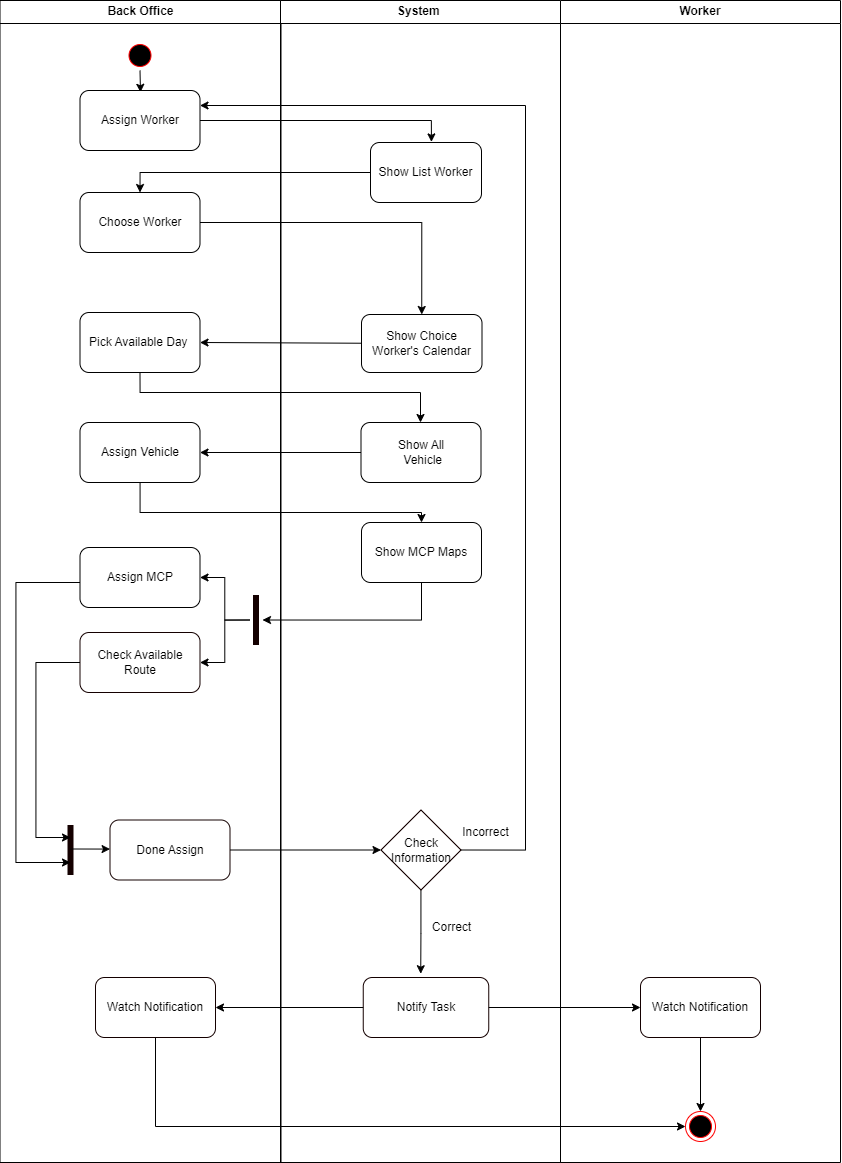 Back Office
System
Worker
Assign Worker
Show List Worker
Choose Worker
Pick Available Day
Show Choice
Worker's Calendar
Assign Vehicle
Show All
Vehicle
Show MCP Maps
Assign MCP
Check Available
Route
Done Assign
Check
Information
Incorrect
Correct
Watch Notification
Notify Task
Watch Notification